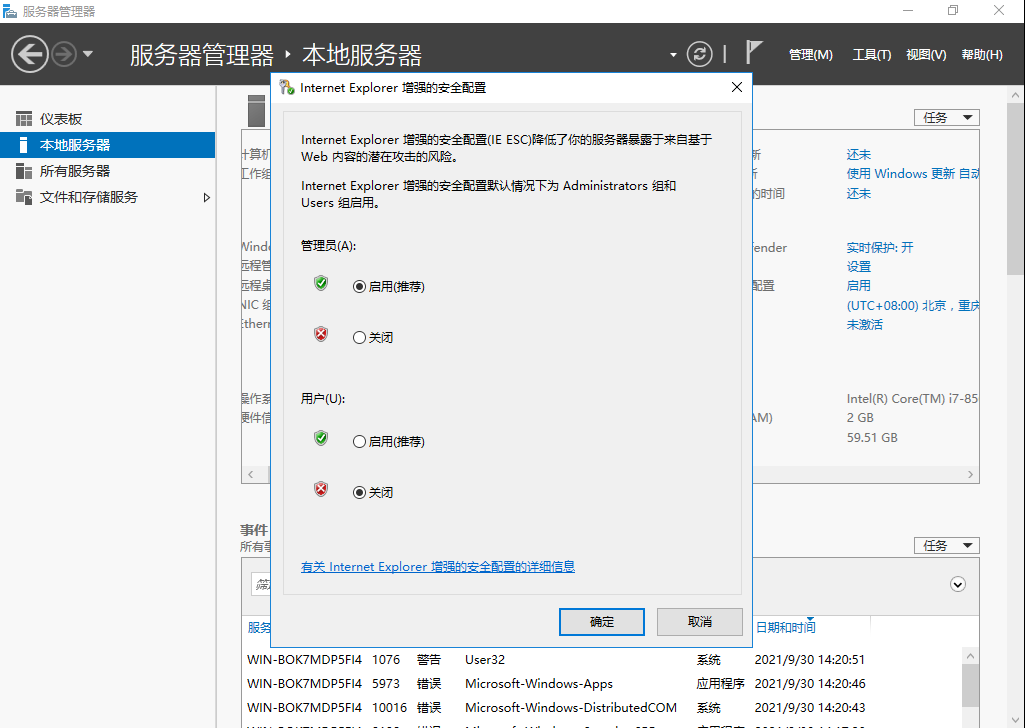 服务器管理器
服务器管理器 · 本地服务器
管理(M) 工具(T) 视图(V) 帮助(H)
仪表板
本地服务器
所有服务器
文件和存储服务
任务
Internet Explorer 增强的安全配置
Internet Explorer 增强的安全配置(IE ESC)降低了你的服务器暴露于来自基于
Web 内容的潜在攻击的风险。
Internet Explorer 增强的安全配置默认情况下为 Administrators 组和
Users 组启用。
管理员(A):
启用(推荐)
关闭
用户(U):
启用(推荐)
关闭
有关 Internet Explorer 增强的安全配置的详细信息
确定 取消
计算机
工作组
新 还未
使用 Windows 更新 自动
的时间 还未
Windo
ender 实时保护: 开
远程管
设置
远程桌
配置 启用
NIC 组
(UTC+08:00) 北京，重庆
Ethern
未激活
操作系
Intel(R) Core(TM) i7-85
硬件信
AM) 2 GB
59.51 GB
事件
所有事
任务
筛
服务
日期和时间
WIN-BOK7MDP5FI4 1076 警告 User32 系统 2021/9/30 14:20:51
WIN-BOK7MDP5FI4 5973 错误 Microsoft-Windows-Apps 应用程序 2021/9/30 14:20:46
WIN-BOK7MDP5FI4 10016 错误 Microsoft-Windows-DistributedCOM 系统 2021/9/30 14:20:43